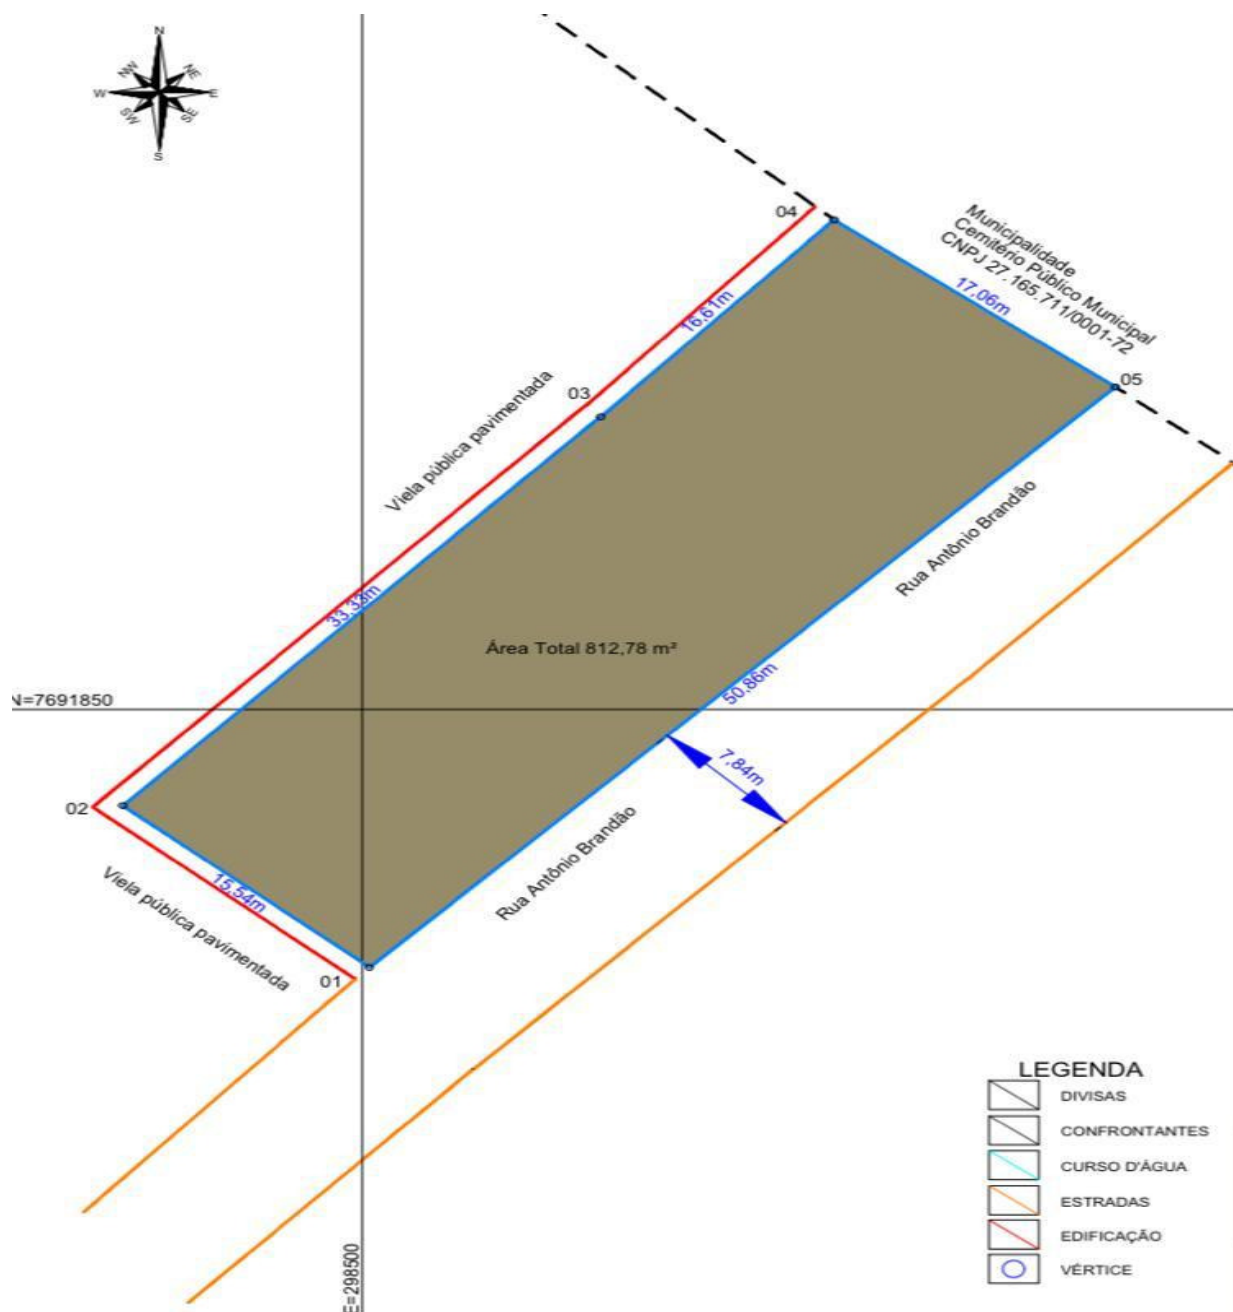 N
NW
NE
W
E
SW
SE
S
04
Municipalidade
Cemitério Público Municipal
CNPJ 27.165.711/0001-72
17,06m
16,61m
05
03
Viela pública pavimentada
Rua Antônio Brandão
33,33m
Área Total 812,78 m²
50,86m
N=7691850
7,84m
02
Rua Antônio Brandão
15,54m
Viela pública pavimentada
01
E=298500
LEGENDA
DIVISAS
CONFRONTANTES
CURSO D'ÁGUA
ESTRADAS
EDIFICAÇÃO
VÉRTICE